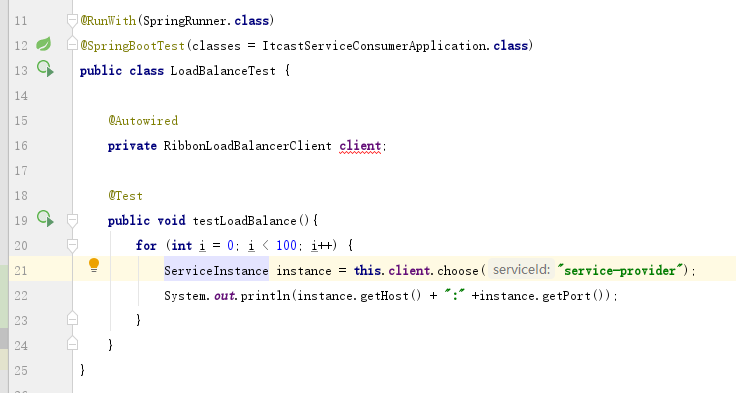 11 @RunWith(SpringRunner.class)
12 @SpringBootTest(classes = ItcastServiceConsumerApplication.class)
13 public class LoadBalanceTest {
14
15 @Autowired
16 private RibbonLoadBalancerClient client;
17
18 @Test
19 public void testLoadBalance(){
20 for (int i = 0; i < 100; i++) {
21 ServiceInstance instance = this.client.choose( serviceId: "service-provider");
22 System.out.println(instance.getHost() + ":" +instance.getPort());
23 }
24 }
25 }